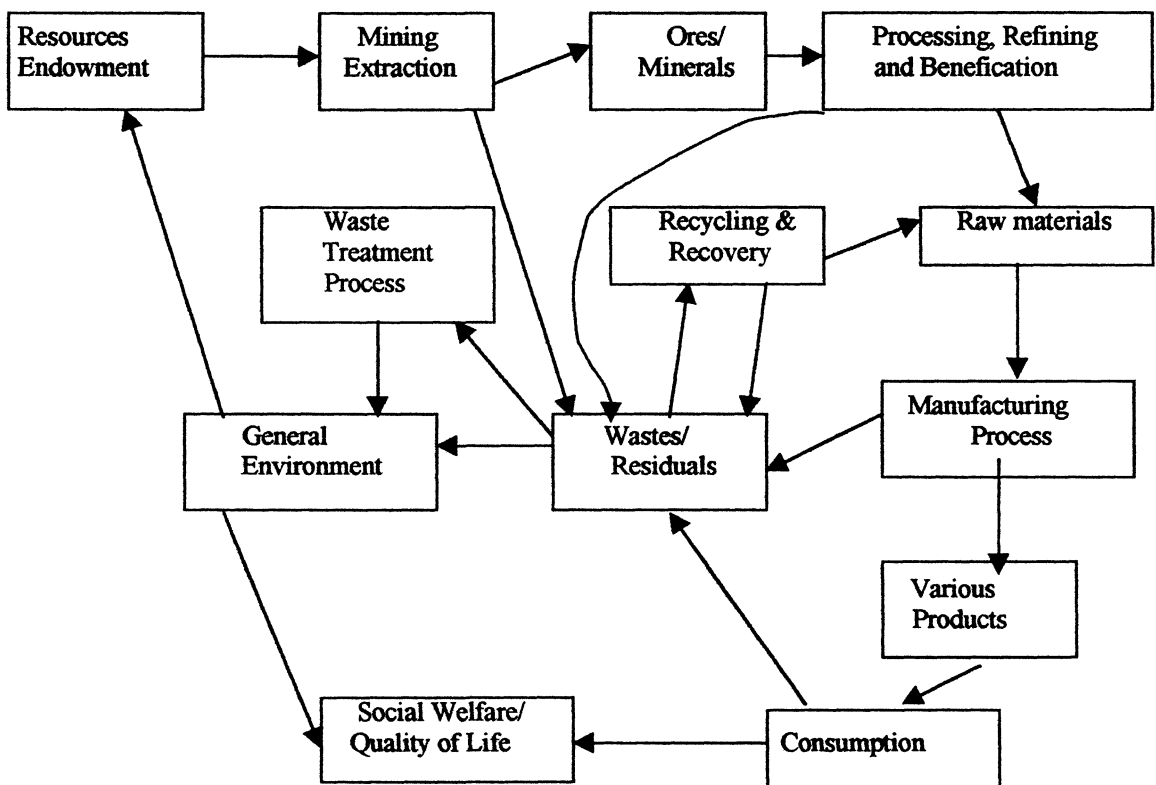 Resources
Endowment
Mining
Extraction
Ores/
Minerals
Processing, Refining
and Benefication
Waste
Treatment
Process
Recycling &
Recovery
Raw materials
General
Environment
Wastes/
Residuals
Manufacturing
Process
Various
Products
Social Welfare/
Quality of Life
Consumption